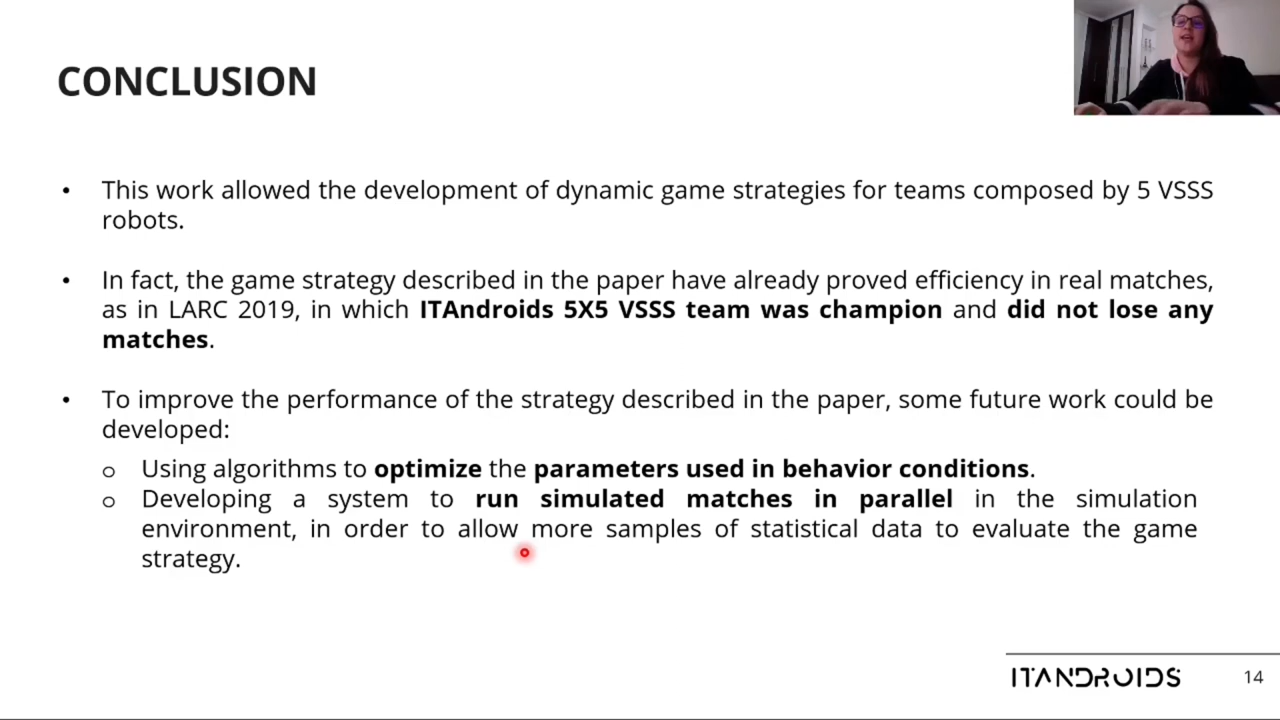 CONCLUSION
• This work allowed the development of dynamic game strategies for teams composed by 5 VSSS
robots.
• In fact, the game strategy described in the paper have already proved efficiency in real matches,
as in LARC 2019, in which ITAndroids 5X5 VSSS team was champion and did not lose any
matches.
• To improve the performance of the strategy described in the paper, some future work could be
developed:
o Using algorithms to optimize the parameters used in behavior conditions.
o Developing a system to run simulated matches in parallel in the simulation
environment, in order to allow more samples of statistical data to evaluate the game
strategy.
ITANDROIDS 14